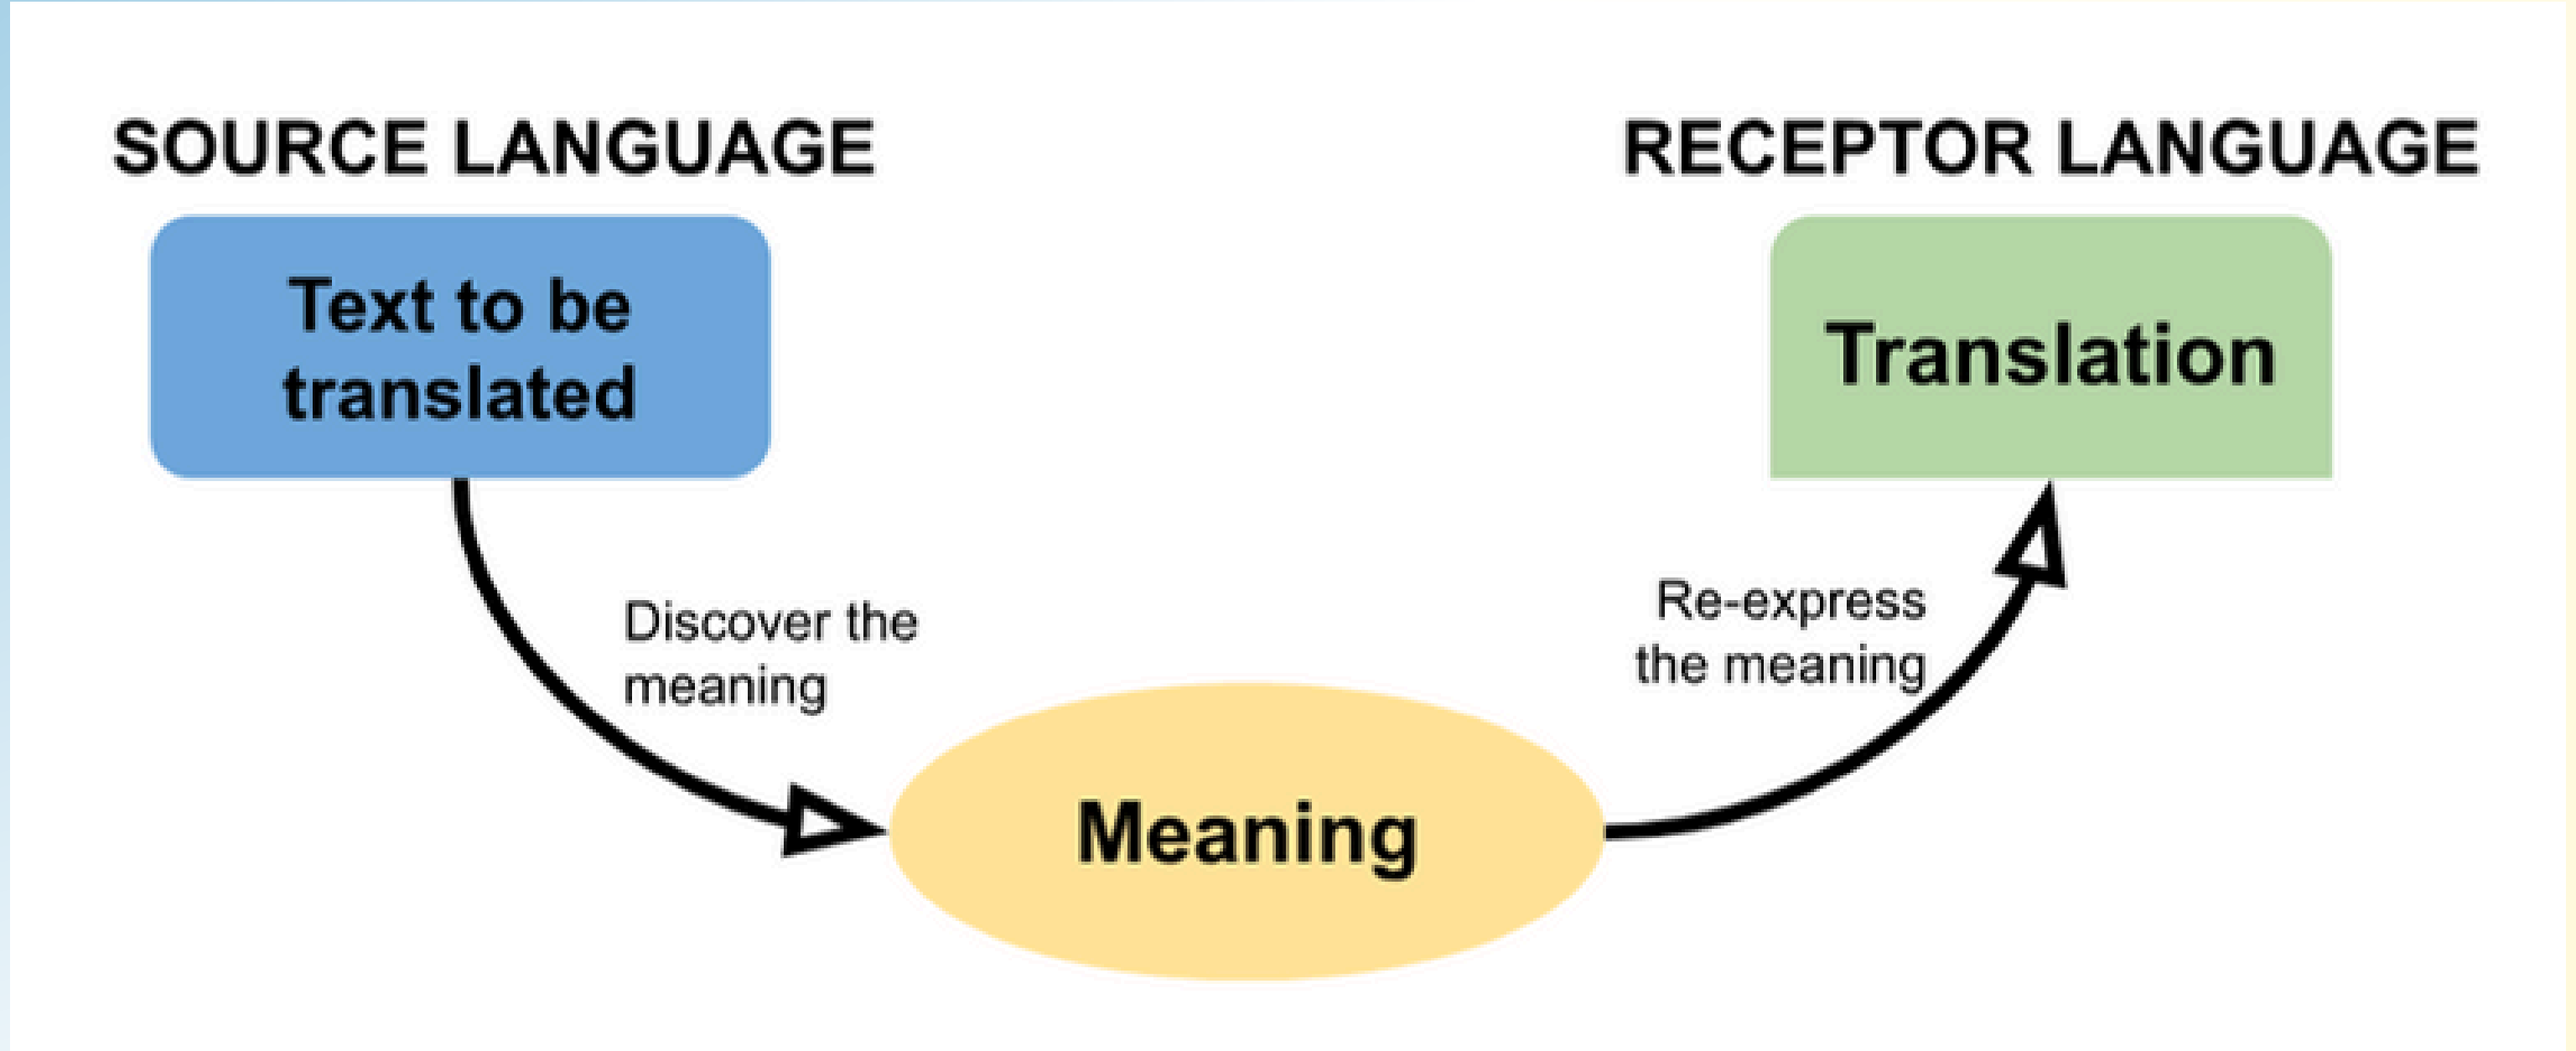 SOURCE LANGUAGE
RECEPTOR LANGUAGE
Text to be
translated
Translation
Discover the
meaning
Re-express
the meaning
Meaning